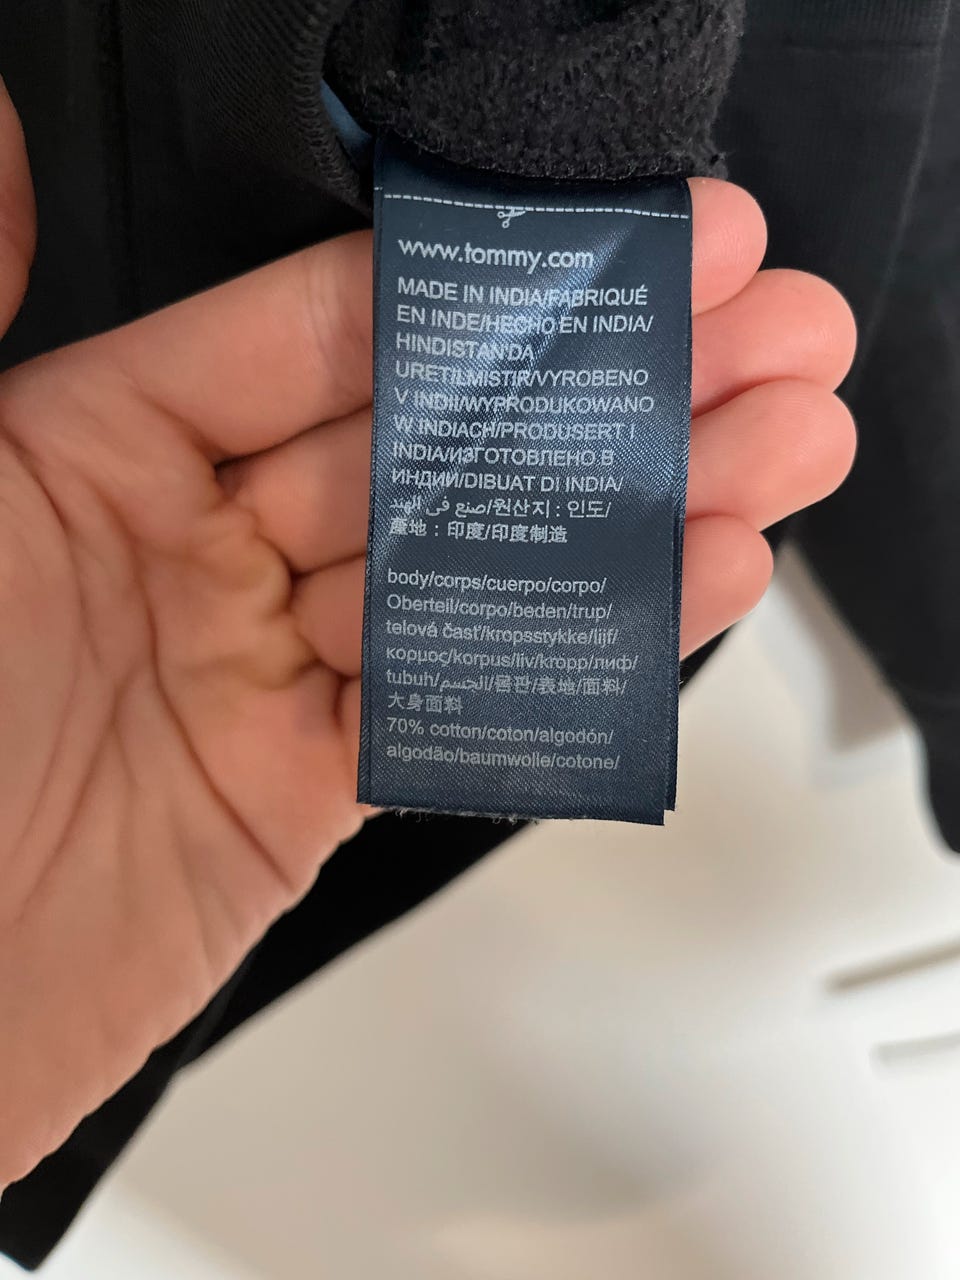 www.tommy.com
MADE IN INDIA/FABRIQUÉ
EN INDE/HECHO EN INDIA/
HINDISTAN'DA
URETILMISTIR/VYROBENO
V INDII/WYPRODUKOWANO
W INDIACH/PRODUSERT I
INDIA/ИЗГОТОВЛЕНО В
ИНДИИ/DIBUAT DI INDIA/
صنع في الهند/원산지 : 인도/
產地 : 印度/印度制造
body/corps/cuerpo/corpo/
Oberteil/corpo/beden/trup/
telová časť/kropsstykke/lijf/
κορμος/korpus/liv/kropp/лиф/
tubuh/الجسم/몸판/表地/面料/
大身面料
70% cotton/coton/algodón/
algodão/baumwolle/cotone/